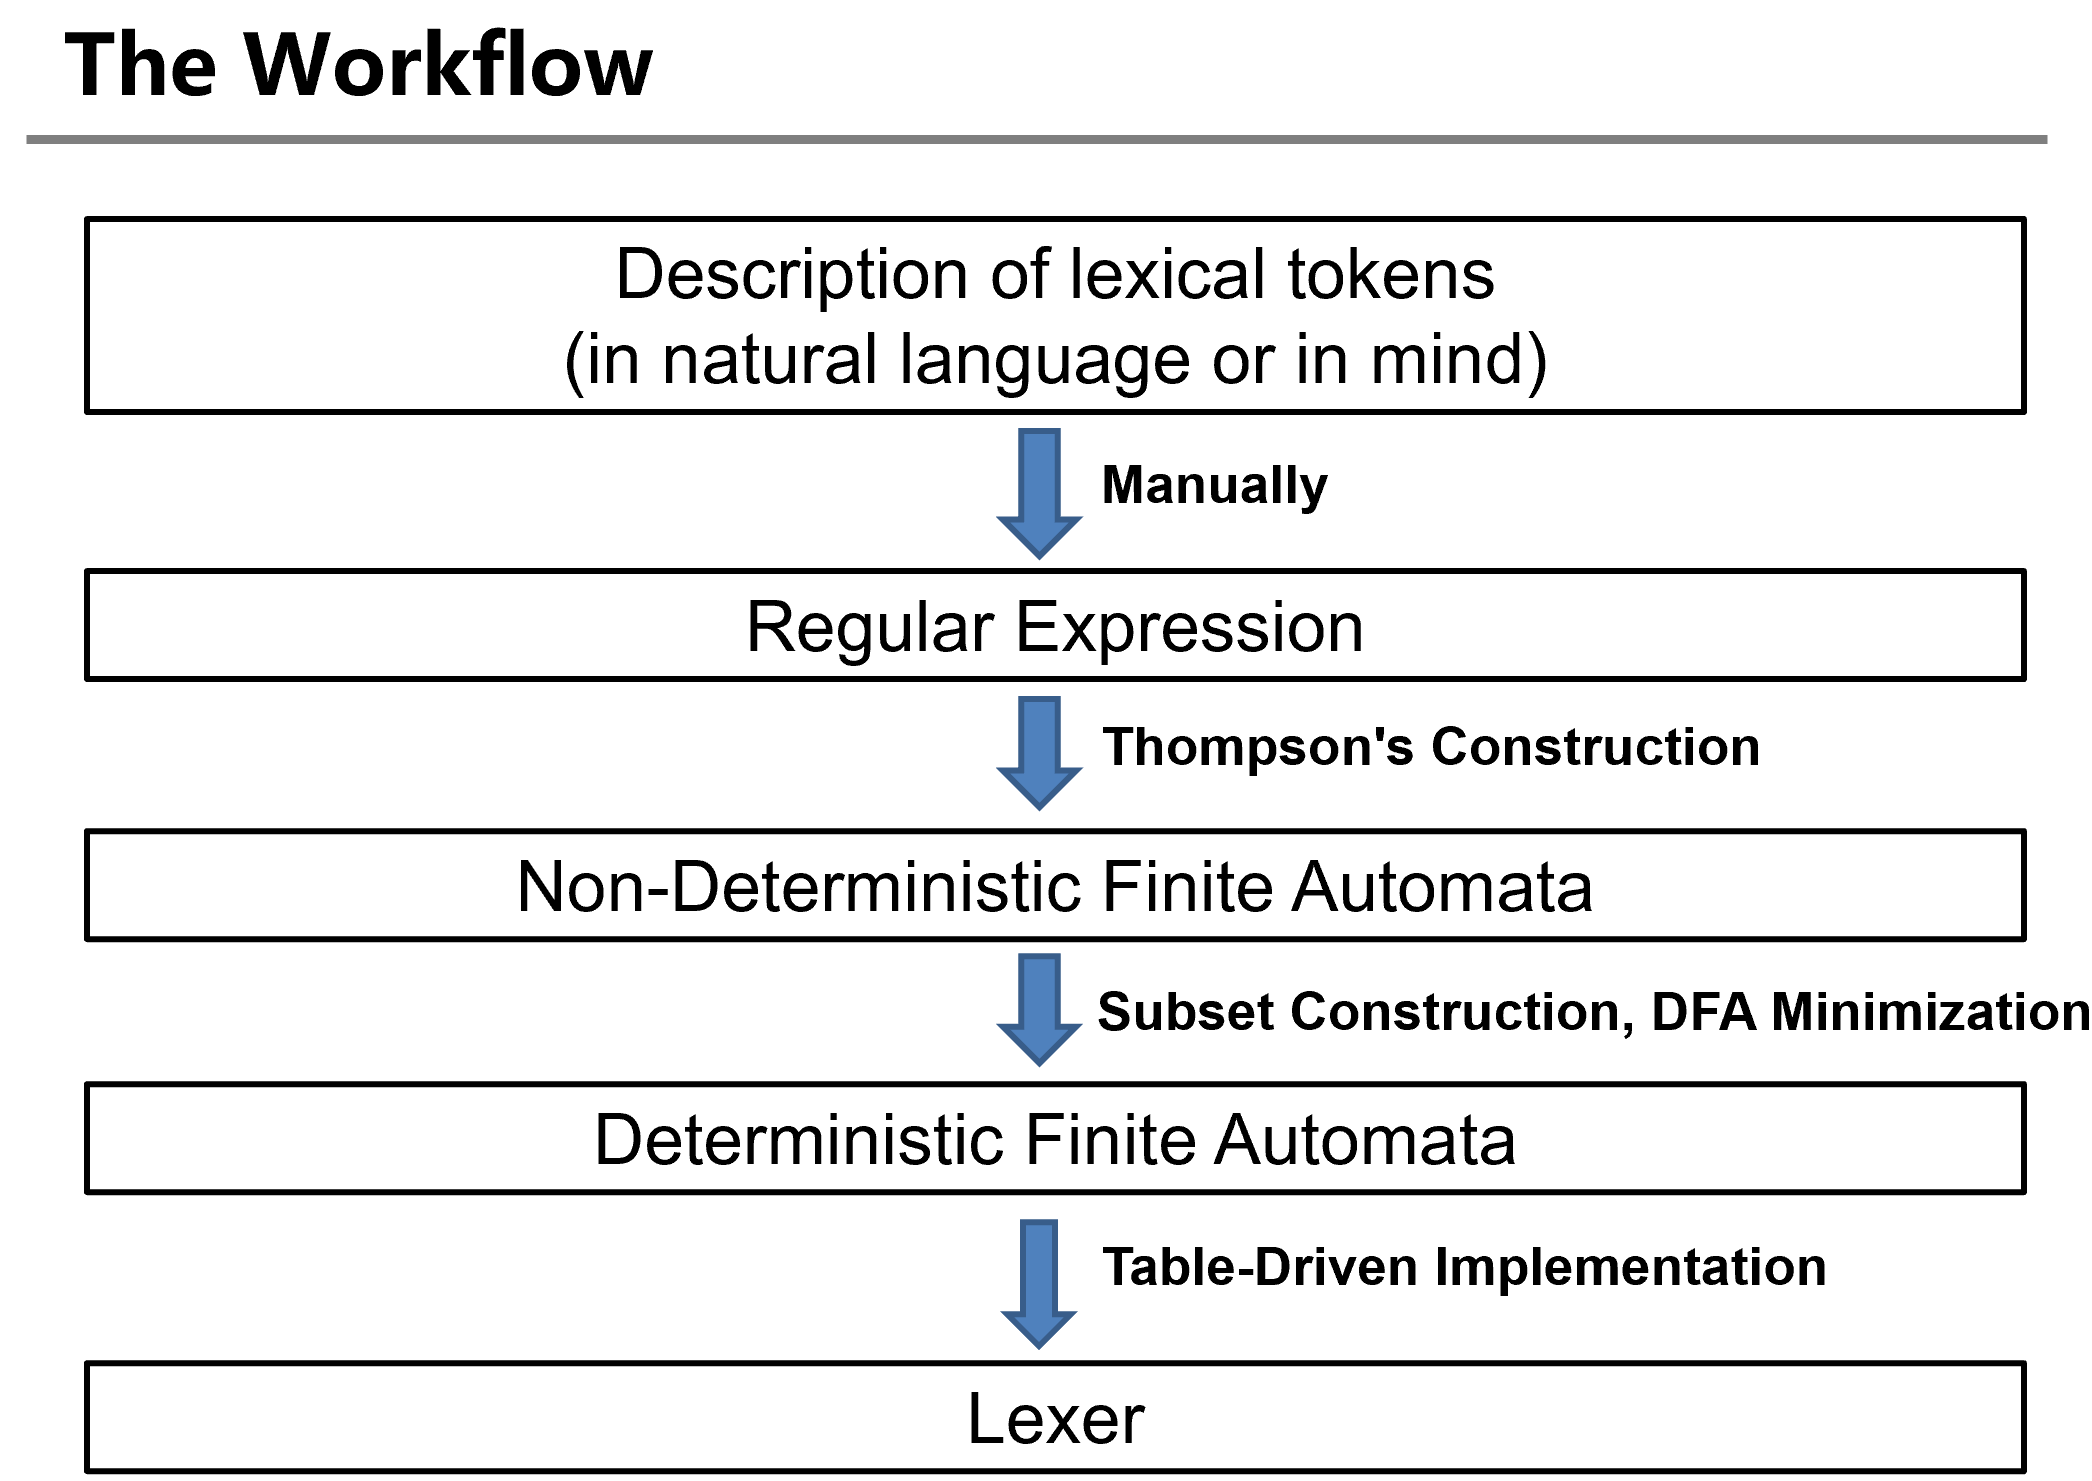 The Workflow
Description of lexical tokens
(in natural language or in mind)
Manually
Regular Expression
Thompson's Construction
Non-Deterministic Finite Automata
Subset Construction, DFA Minimization
Deterministic Finite Automata
Table-Driven Implementation
Lexer